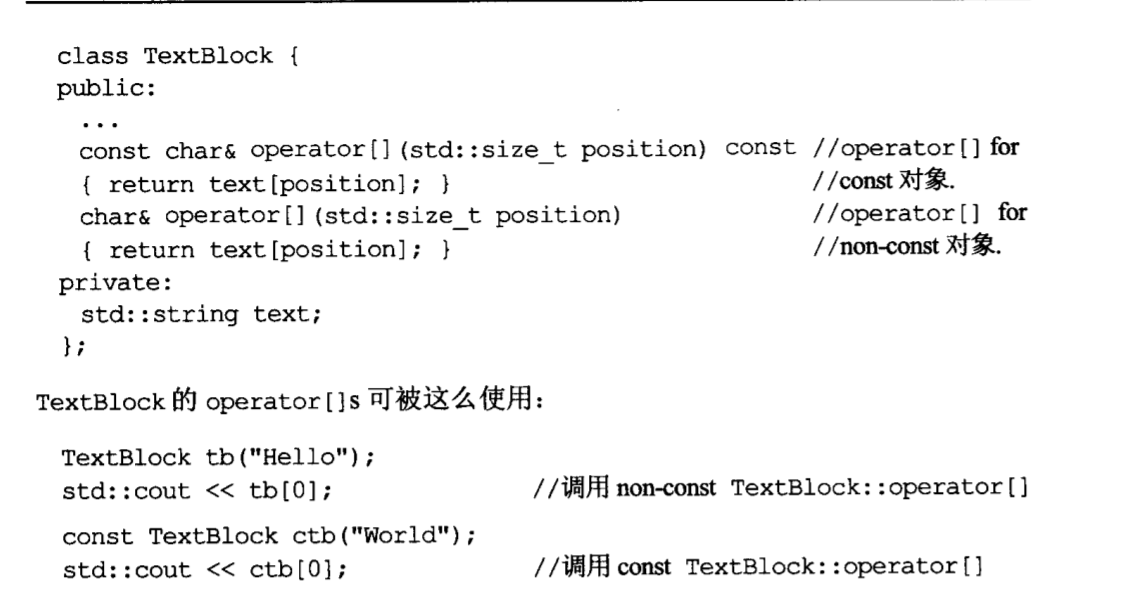 class TextBlock {
public:
...
const char& operator[](std::size_t position) const //operator[] for
{ return text[position]; } //const 对象.
char& operator[](std::size_t position) //operator[] for
{ return text[position]; } //non-const 对象.
private:
std::string text;
};
TextBlock 的 operator[]s 可被这么使用：
TextBlock tb("Hello");
std::cout << tb[0]; //调用 non-const TextBlock::operator[]
const TextBlock ctb("World");
std::cout << ctb[0]; //调用 const TextBlock::operator[]